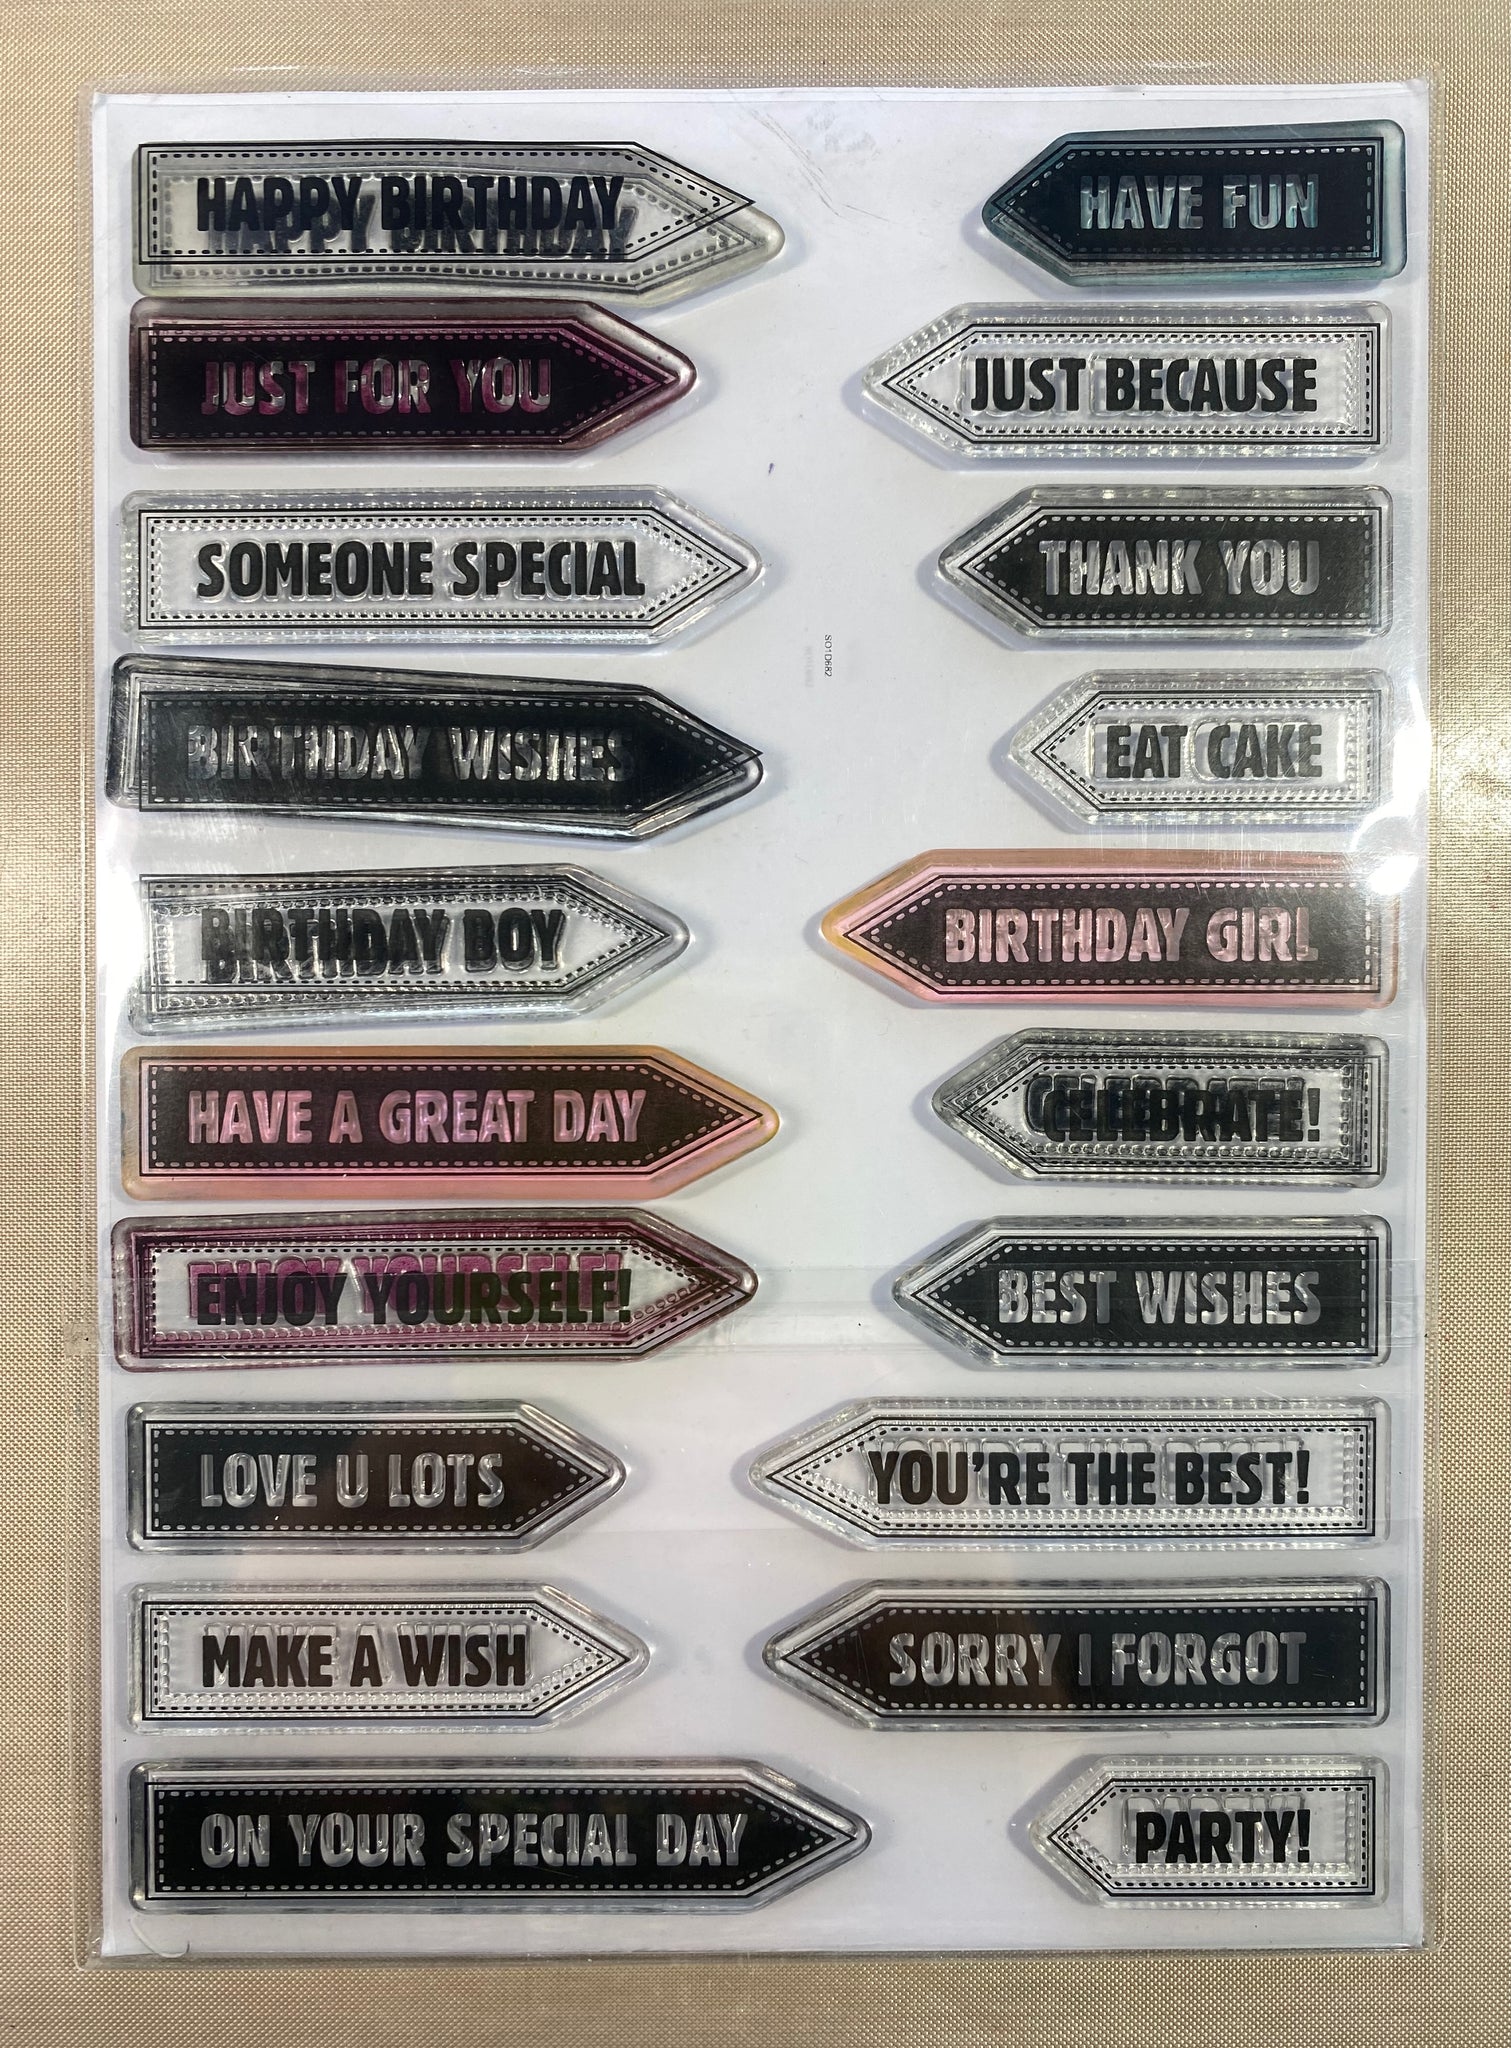 HAPPY BIRTHDAY
HAVE FUN
JUST FOR YOU
JUST BECAUSE
SOMEONE SPECIAL
THANK YOU
SO1D682
BIRTHDAY WISHES
EAT CAKE
BIRTHDAY BOY
BIRTHDAY GIRL
HAVE A GREAT DAY
CELEBRATE!
ENJOY YOURSELF!
BEST WISHES
LOVE U LOTS
YOU'RE THE BEST!
MAKE A WISH
SORRY I FORGOT
ON YOUR SPECIAL DAY
PARTY!